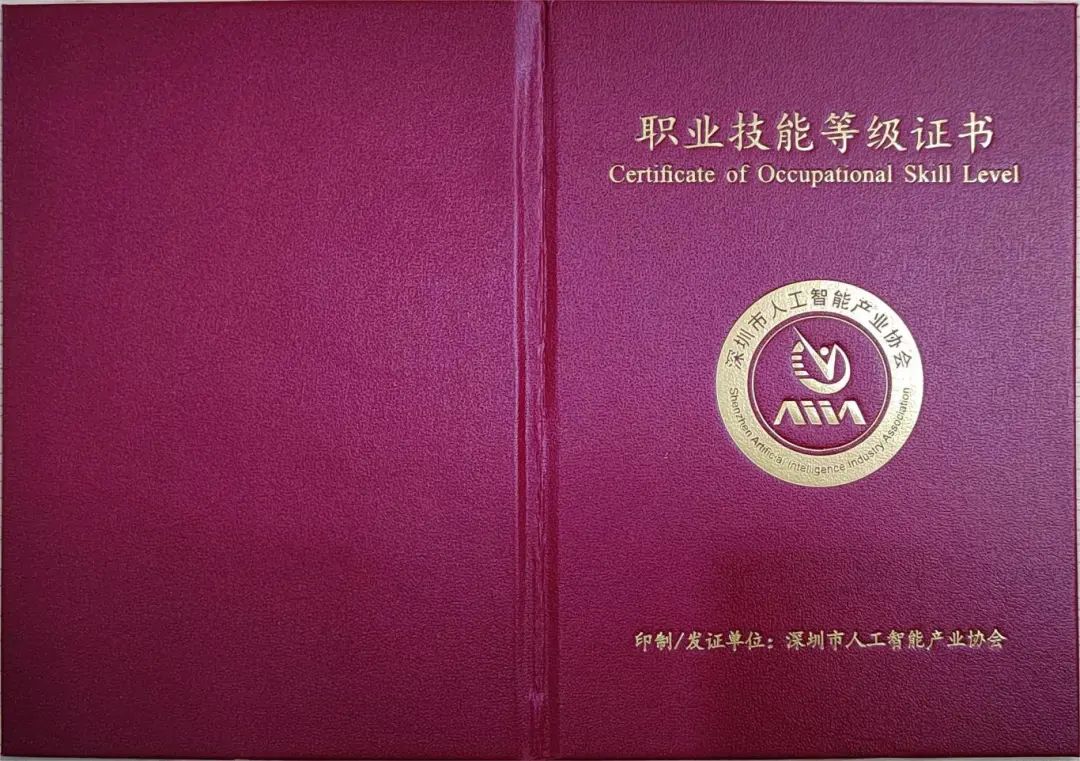 职业技能等级证书
Certificate of Occupational Skill Level
深圳市人工智能产业协会
AiiA
Shenzhen Artificial Intelligence Industry Association
印制/发证单位：深圳市人工智能产业协会